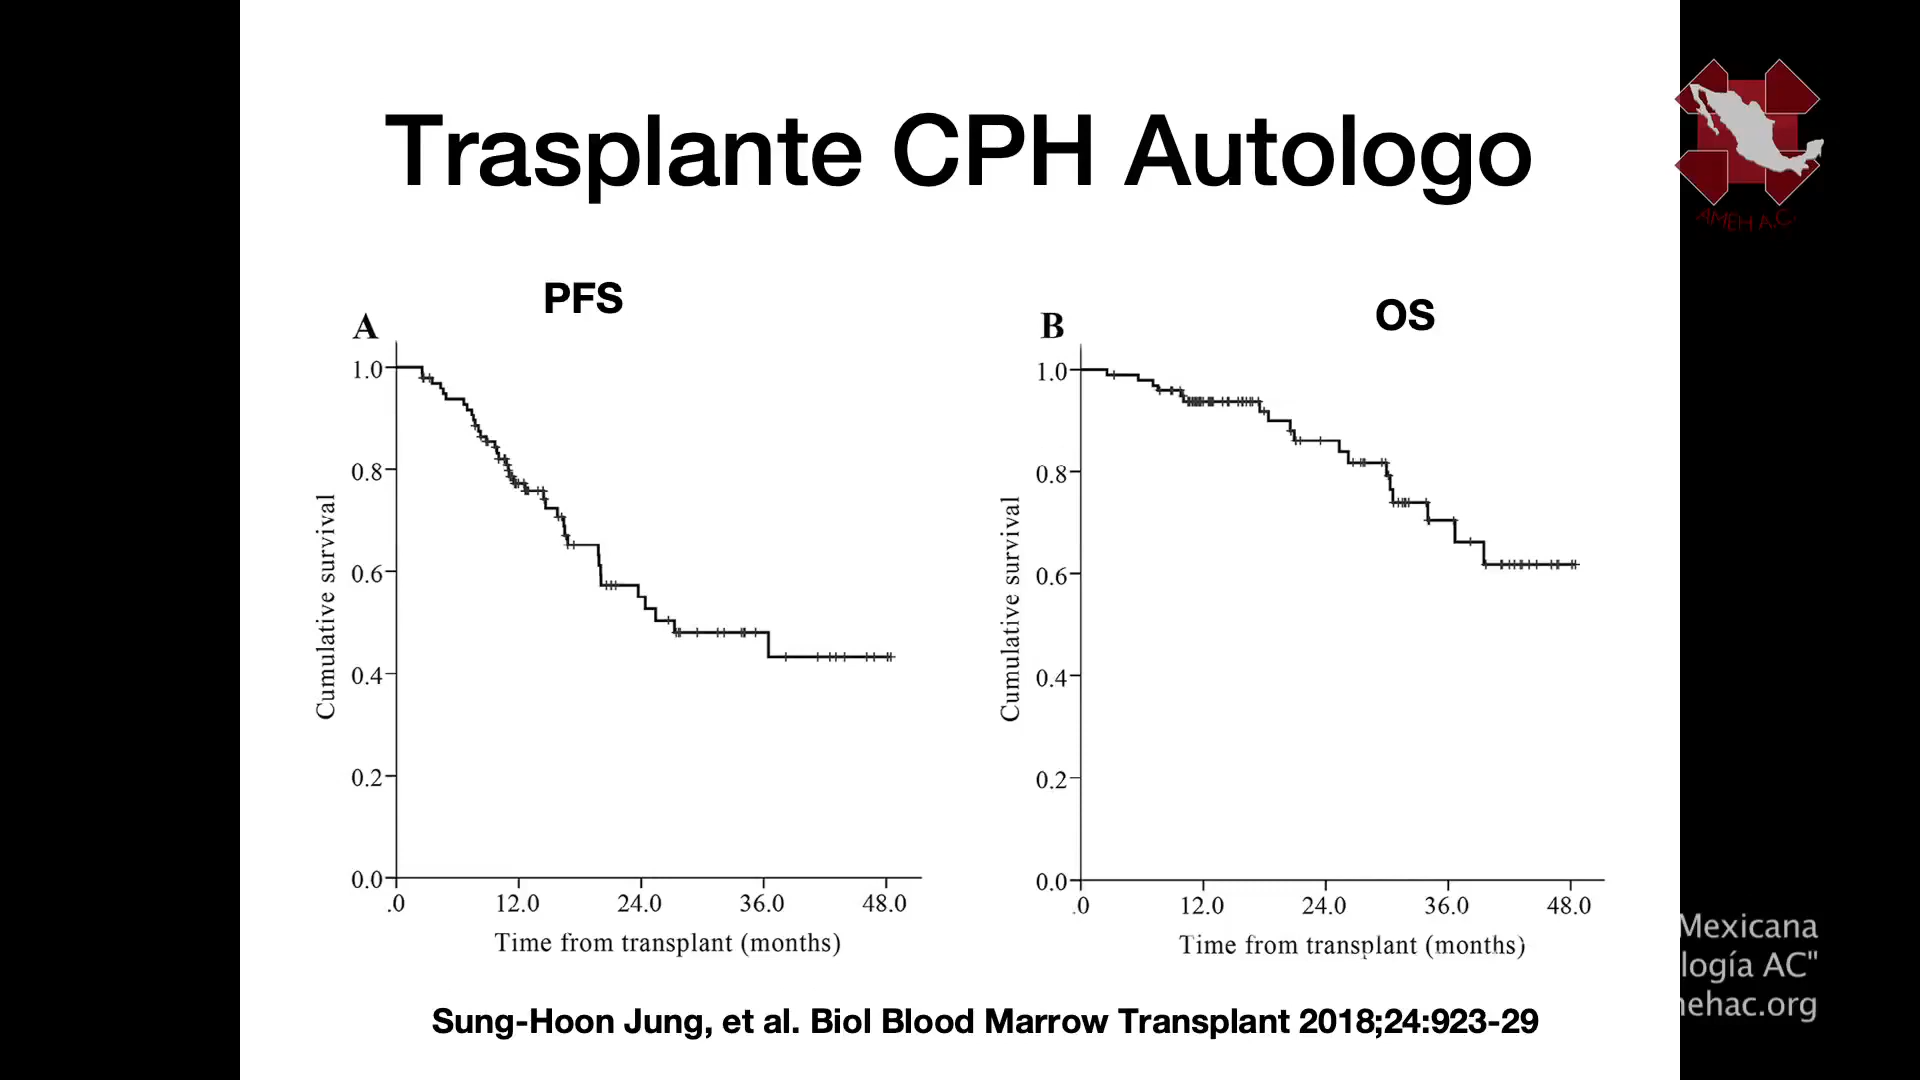 Trasplante CPH Autologo
AMEH A.C.
PFS
OS
A
B
Cumulative survival
1.0
0.8
0.6
0.4
0.2
0.0
.0 12.0 24.0 36.0 48.0
Time from transplant (months)
Cumulative survival
1.0
0.8
0.6
0.4
0.2
0.0
.0 12.0 24.0 36.0 48.0
Time from transplant (months)
Mexicana
logía AC"
nehac.org
Sung-Hoon Jung, et al. Biol Blood Marrow Transplant 2018;24:923-29